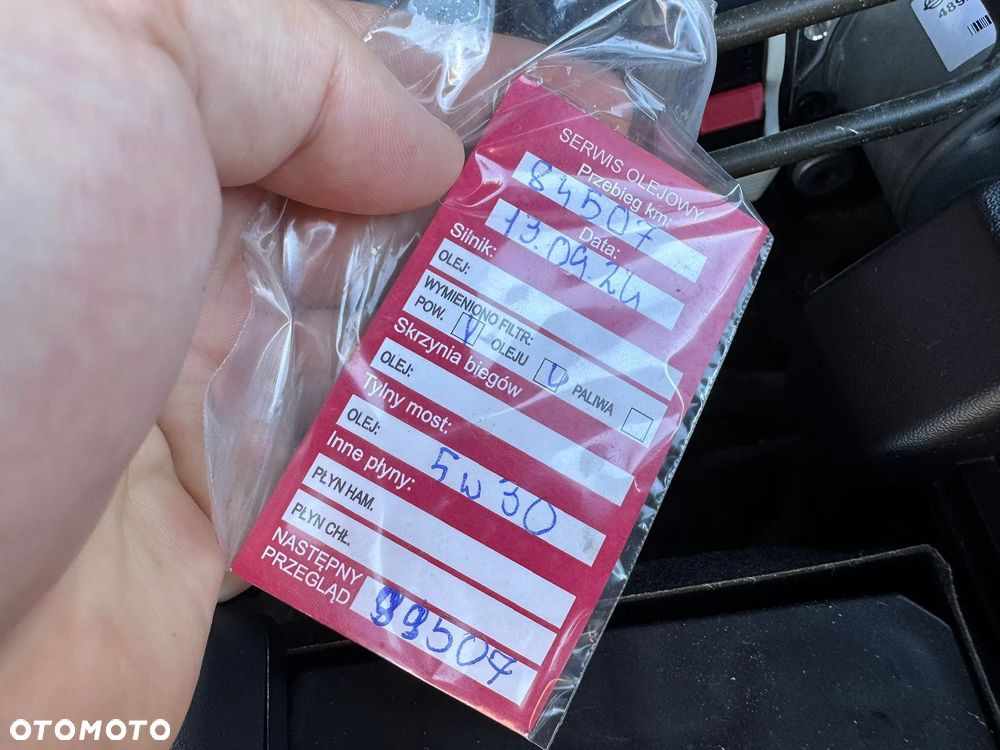 SERWIS OLEJOWY
Przebieg km.:
84507
Data:
13.09.24
Silnik:
OLEJ:
WYMIENIONO FILTR:
POW. V OLEJU V PALIWA
Skrzynia biegów
OLEJ:
Tylny most:
OLEJ: 5W30
Inne płyny:
PŁYN HAM.
PŁYN CHŁ.
NASTĘPNY
PRZEGLĄD 99507
OTOMOTO